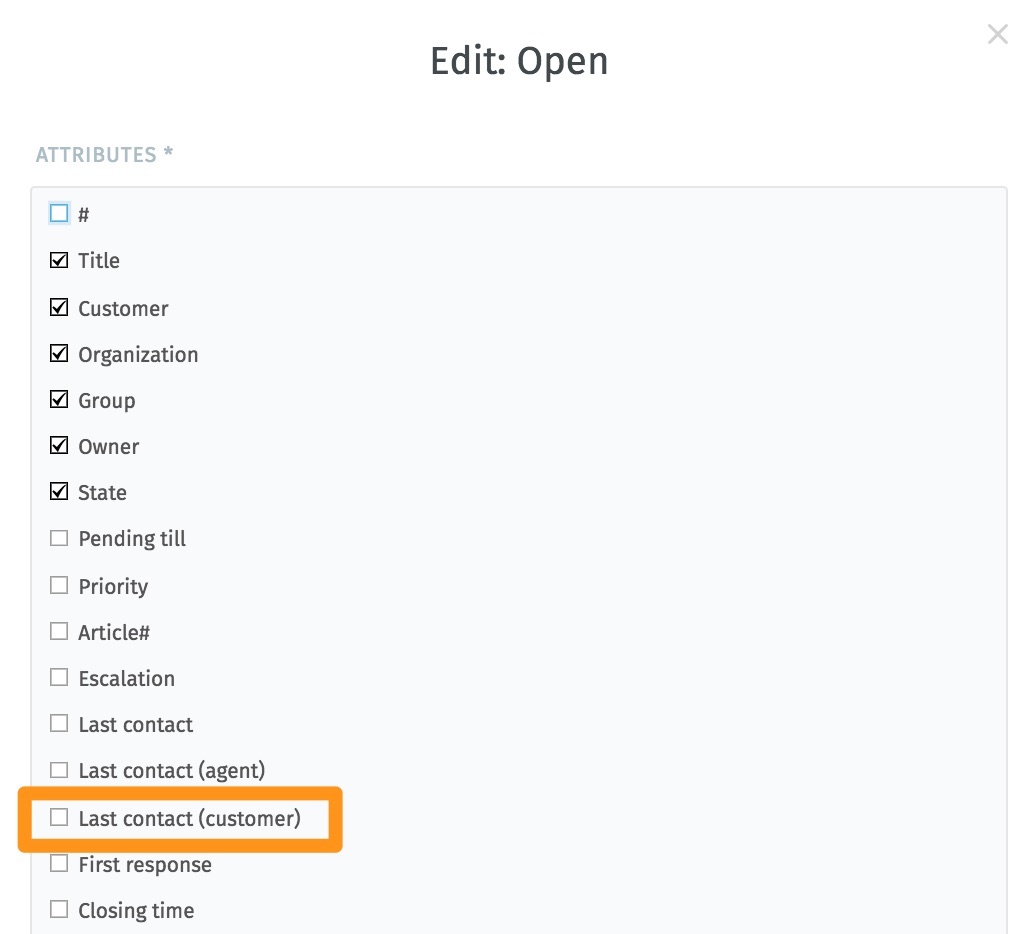 Edit: Open
ATTRIBUTES *
#
Title
Customer
Organization
Group
Owner
State
Pending till
Priority
Article#
Escalation
Last contact
Last contact (agent)
Last contact (customer)
First response
Closing time